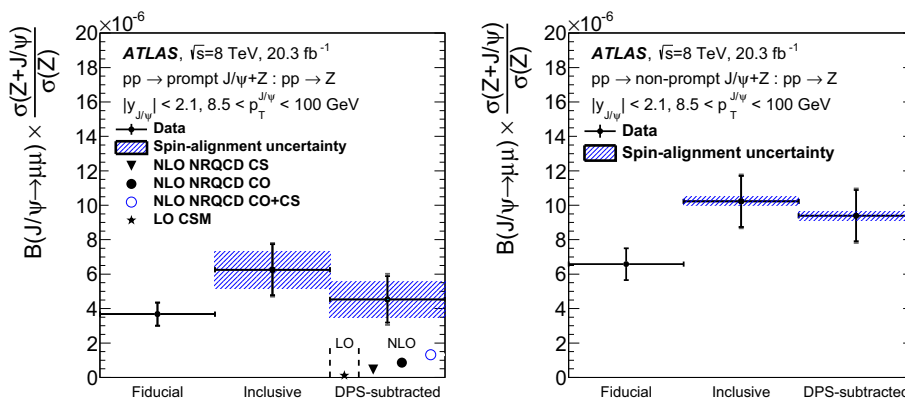 ×10⁻⁶
B(J/ψ→μμ) × σ(Z+J/ψ)/σ(Z)
20
18
16
14
12
10
8
6
4
2
0
ATLAS, √s=8 TeV, 20.3 fb⁻¹
pp → prompt J/ψ+Z : pp → Z
|y_J/ψ| < 2.1, 8.5 < p_T^J/ψ < 100 GeV
Data
Spin-alignment uncertainty
NLO NRQCD CS
NLO NRQCD CO
NLO NRQCD CO+CS
LO CSM
LO
NLO
Fiducial
Inclusive
DPS-subtracted
×10⁻⁶
B(J/ψ→μμ) × σ(Z+J/ψ)/σ(Z)
20
18
16
14
12
10
8
6
4
2
0
ATLAS, √s=8 TeV, 20.3 fb⁻¹
pp → non-prompt J/ψ+Z : pp → Z
|y_J/ψ| < 2.1, 8.5 < p_T^J/ψ < 100 GeV
Data
Spin-alignment uncertainty
Fiducial
Inclusive
DPS-subtracted